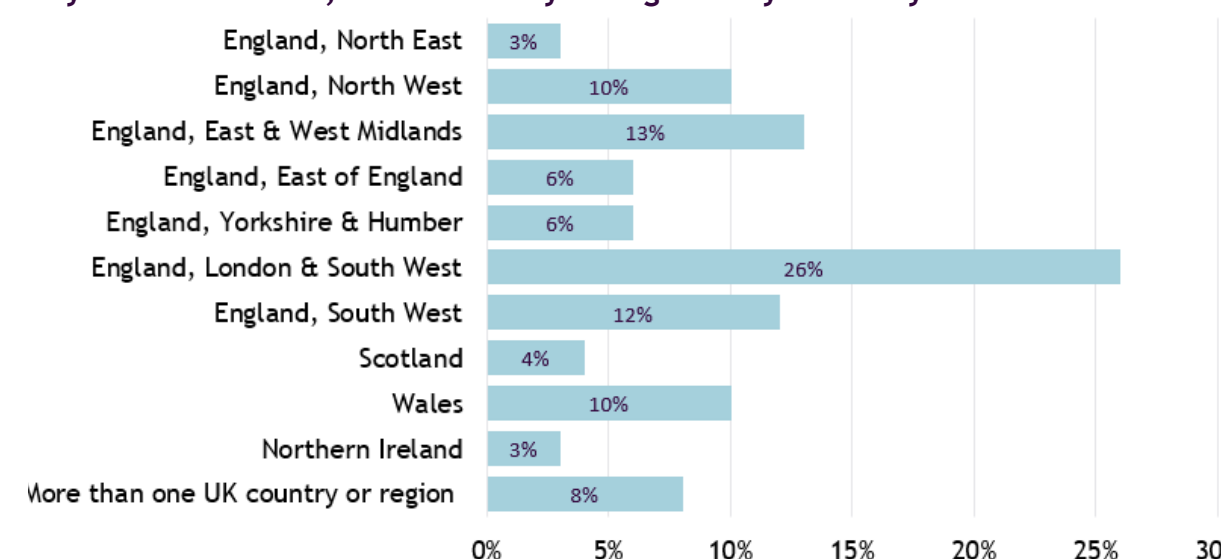 England, North East 3%
England, North West 10%
England, East & West Midlands 13%
England, East of England 6%
England, Yorkshire & Humber 6%
England, London & South West 26%
England, South West 12%
Scotland 4%
Wales 10%
Northern Ireland 3%
More than one UK country or region 8%
0% 5% 10% 15% 20% 25% 30